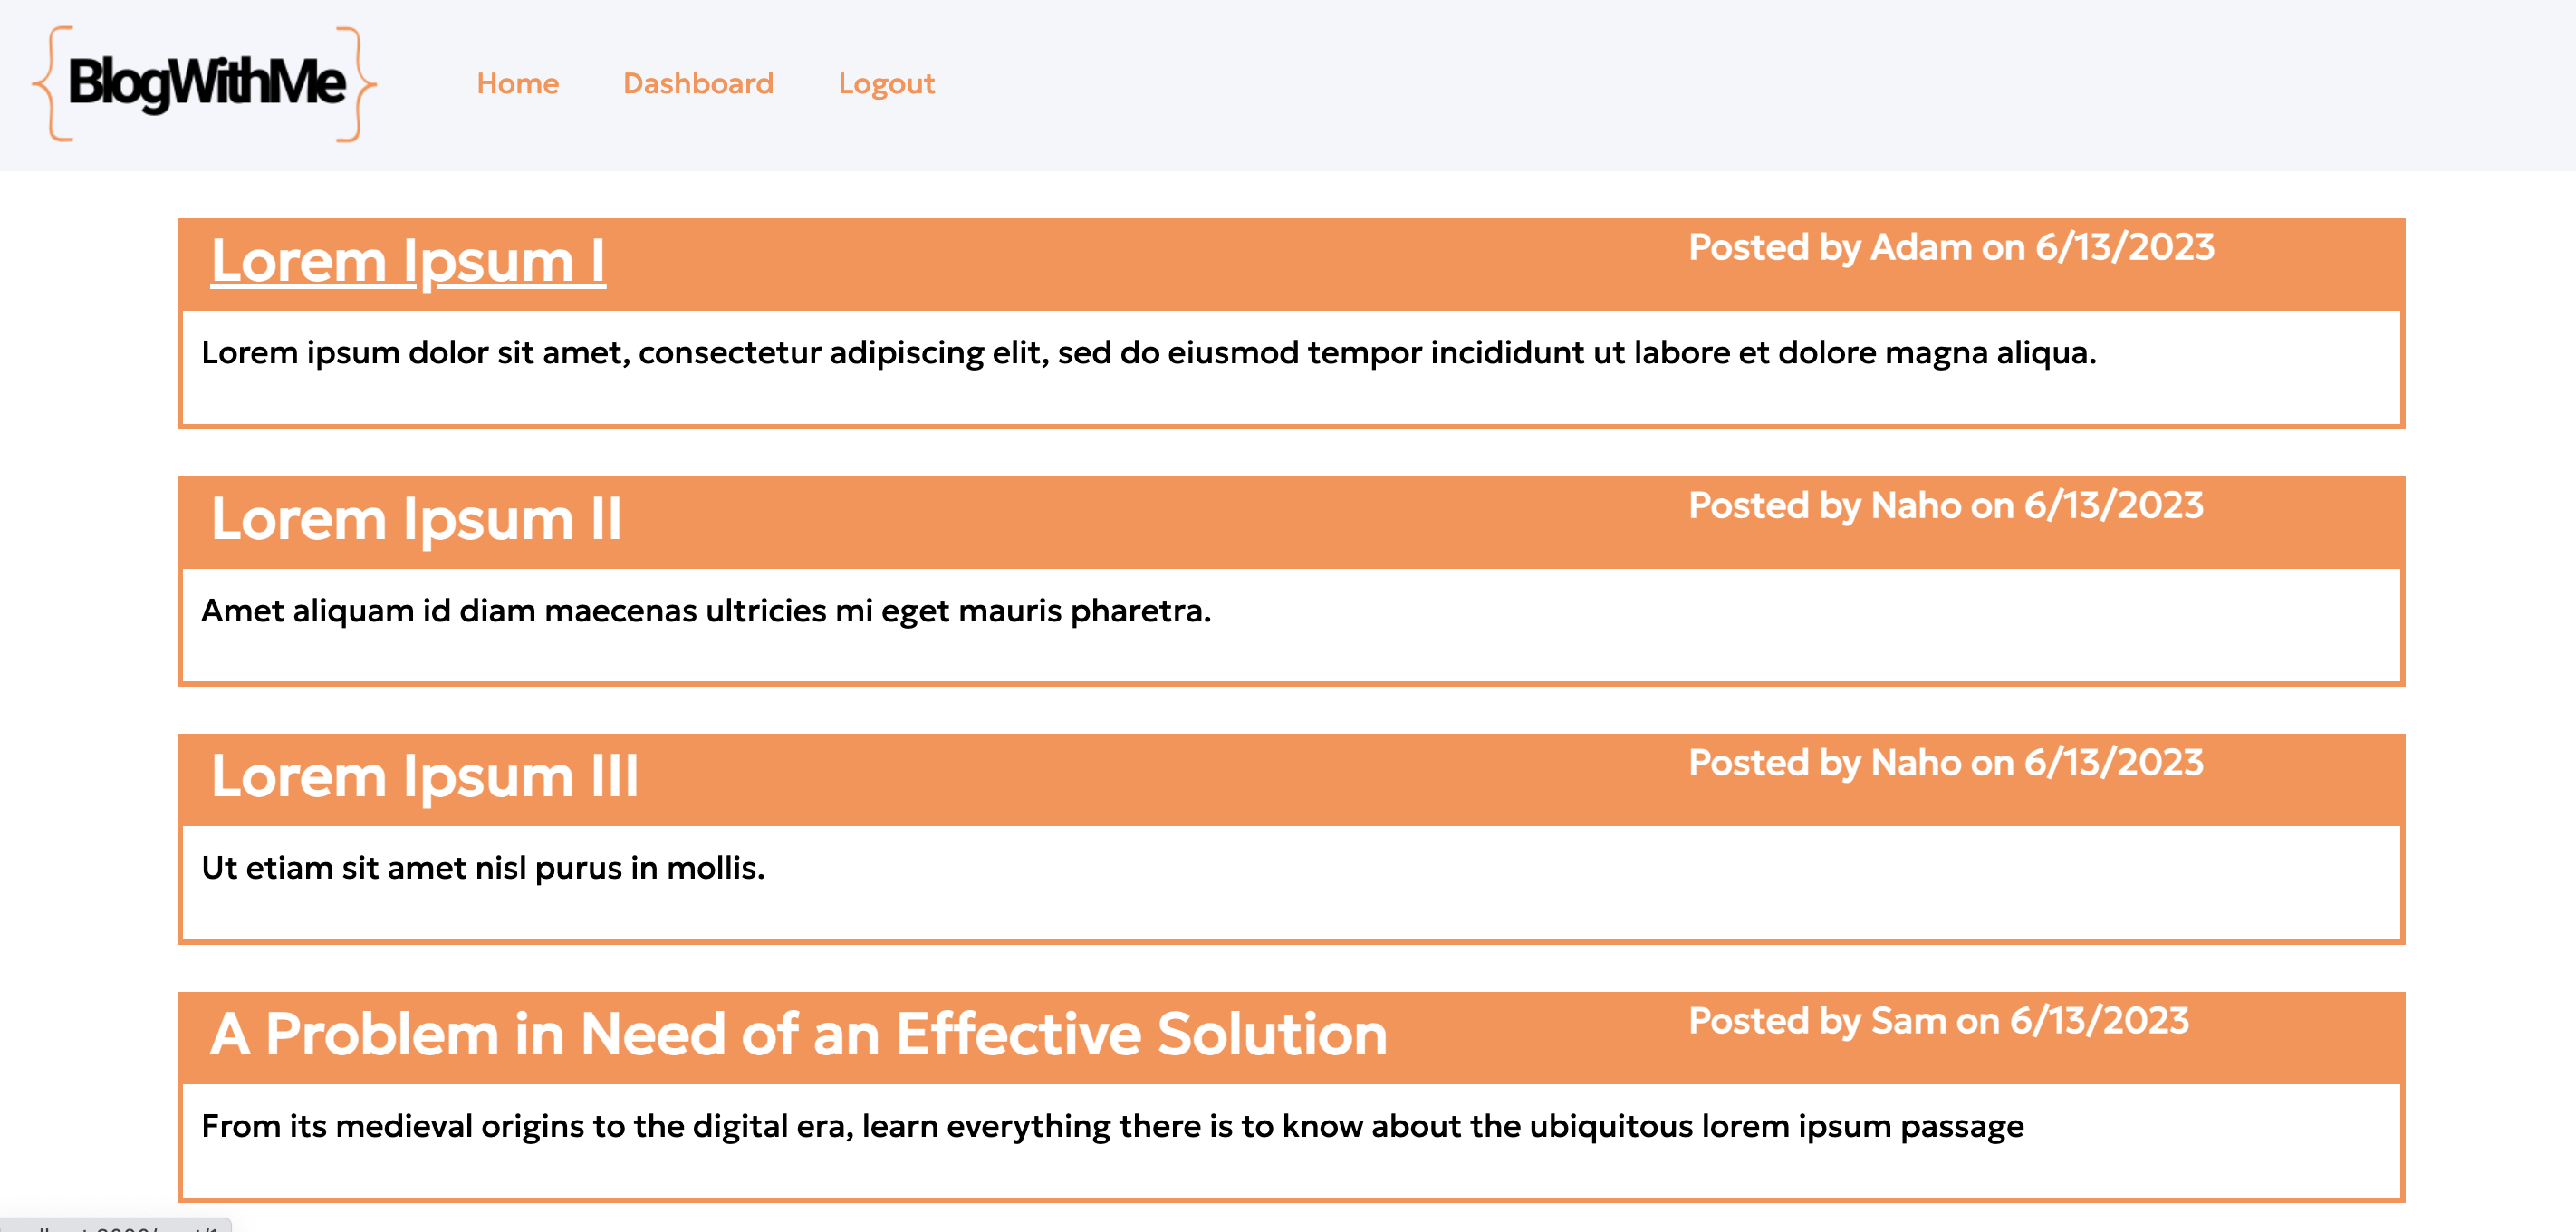 BlogWithMe
Home Dashboard Logout
Lorem Ipsum I
Posted by Adam on 6/13/2023
Lorem ipsum dolor sit amet, consectetur adipiscing elit, sed do eiusmod tempor incididunt ut labore et dolore magna aliqua.
Lorem Ipsum II
Posted by Naho on 6/13/2023
Amet aliquam id diam maecenas ultricies mi eget mauris pharetra.
Lorem Ipsum III
Posted by Naho on 6/13/2023
Ut etiam sit amet nisl purus in mollis.
A Problem in Need of an Effective Solution
Posted by Sam on 6/13/2023
From its medieval origins to the digital era, learn everything there is to know about the ubiquitous lorem ipsum passage